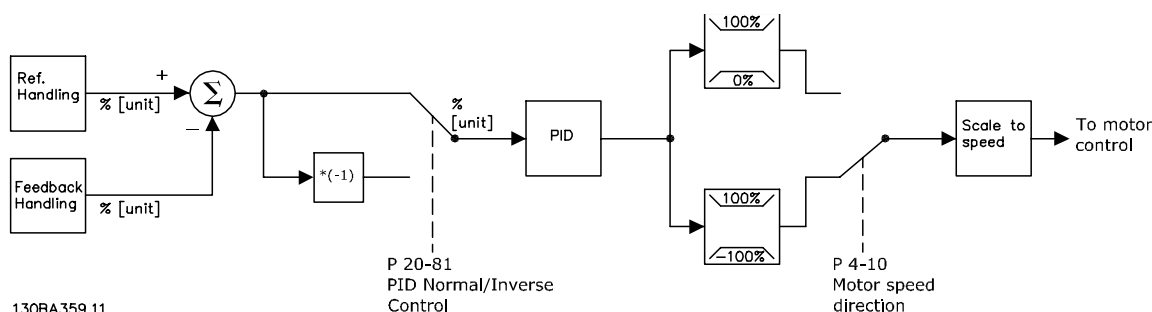 Ref.
Handling
+
% [unit]
Σ
−
Feedback
Handling
% [unit]
*(-1)
%
[unit]
P 20-81
PID Normal/Inverse
Control
PID
100%
0%
100%
-100%
P 4-10
Motor speed
direction
Scale to
speed
To motor
control
130BA359.11